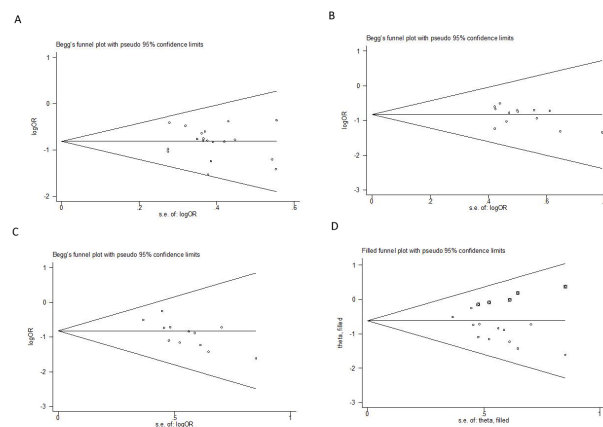 A
Begg's funnel plot with pseudo 95% confidence limits
1
0
-1
-2
logOR
0
.2
.4
.6
s.e. of: logOR
B
Begg's funnel plot with pseudo 95% confidence limits
1
0
-1
-2
-3
logOR
0
.2
.4
.6
s.e. of: logOR
C
Begg's funnel plot with pseudo 95% confidence limits
1
0
-1
-2
-3
logOR
0
.5
1
s.e. of: logOR
D
Filled funnel plot with pseudo 95% confidence limits
1
0
-1
-2
-3
theta, filled
0
.5
1
s.e. of: theta, filled